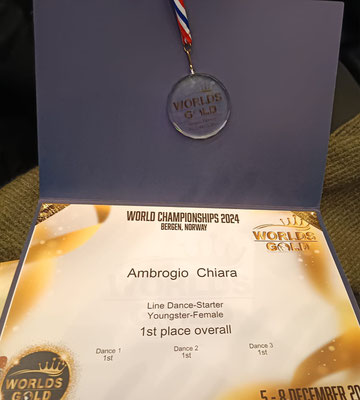 WORLDS
GOLD
WORLD CHAMPIONSHIPS 2024
BERGEN, NORWAY
WORLDS
GOLD
Ambrogio Chiara
Line Dance-Starter
Youngster-Female
1st place overall
Dance 1
1st
Dance 2
1st
Dance 3
1st
WORLDS
GOLD
5 - 8 DECEMBER 20